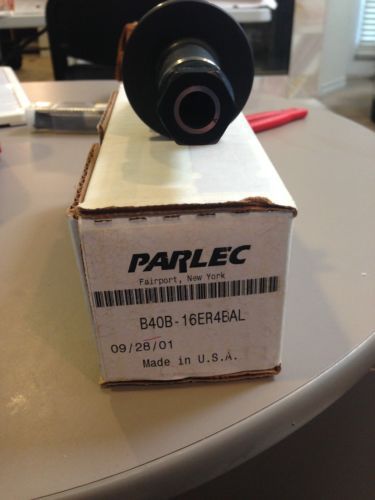 PARLEC
Fairport, New York
B40B-16ER4BAL
09/28/01
Made in U.S.A.